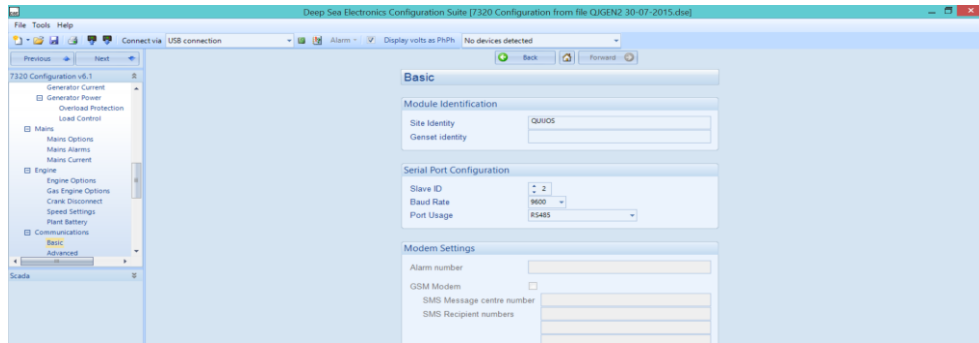 Deep Sea Electronics Configuration Suite [7320 Configuration from file QJGEN2 30-07-2015.dse]
File Tools Help
Connect via USB connection Alarm Display volts as PhPh No devices detected
Previous Next
Back Forward
7320 Configuration v6.1
Generator Current
Generator Power
Overload Protection
Load Control
Mains
Mains Options
Mains Alarms
Mains Current
Engine
Engine Options
Gas Engine Options
Crank Disconnect
Speed Settings
Plant Battery
Communications
Basic
Advanced
Scada
Basic
Module Identification
Site Identity QUIJOS
Genset identity
Serial Port Configuration
Slave ID 2
Baud Rate 9600
Port Usage RS485
Modem Settings
Alarm number
GSM Modem
SMS Message centre number
SMS Recipient numbers